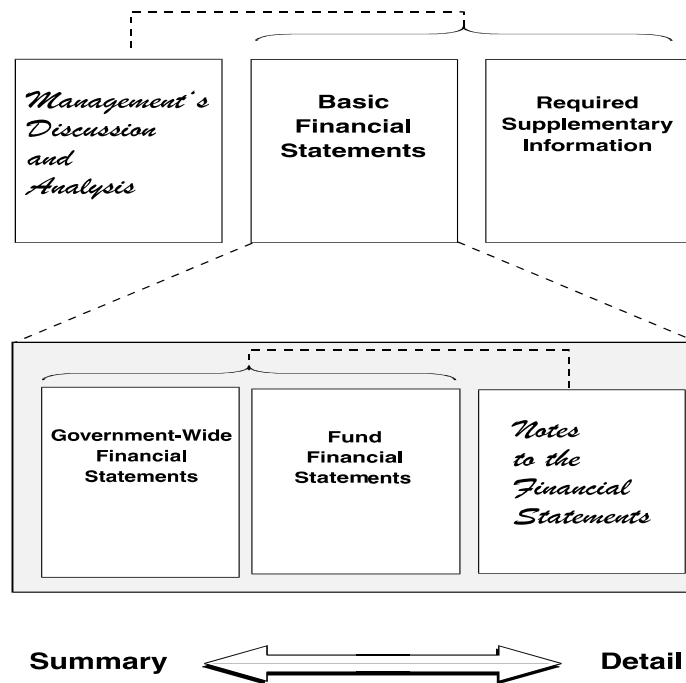 Management's
Discussion
and
Analysis
Basic
Financial
Statements
Required
Supplementary
Information
Government-Wide
Financial
Statements
Fund
Financial
Statements
Notes
to the
Financial
Statements
Summary
Detail